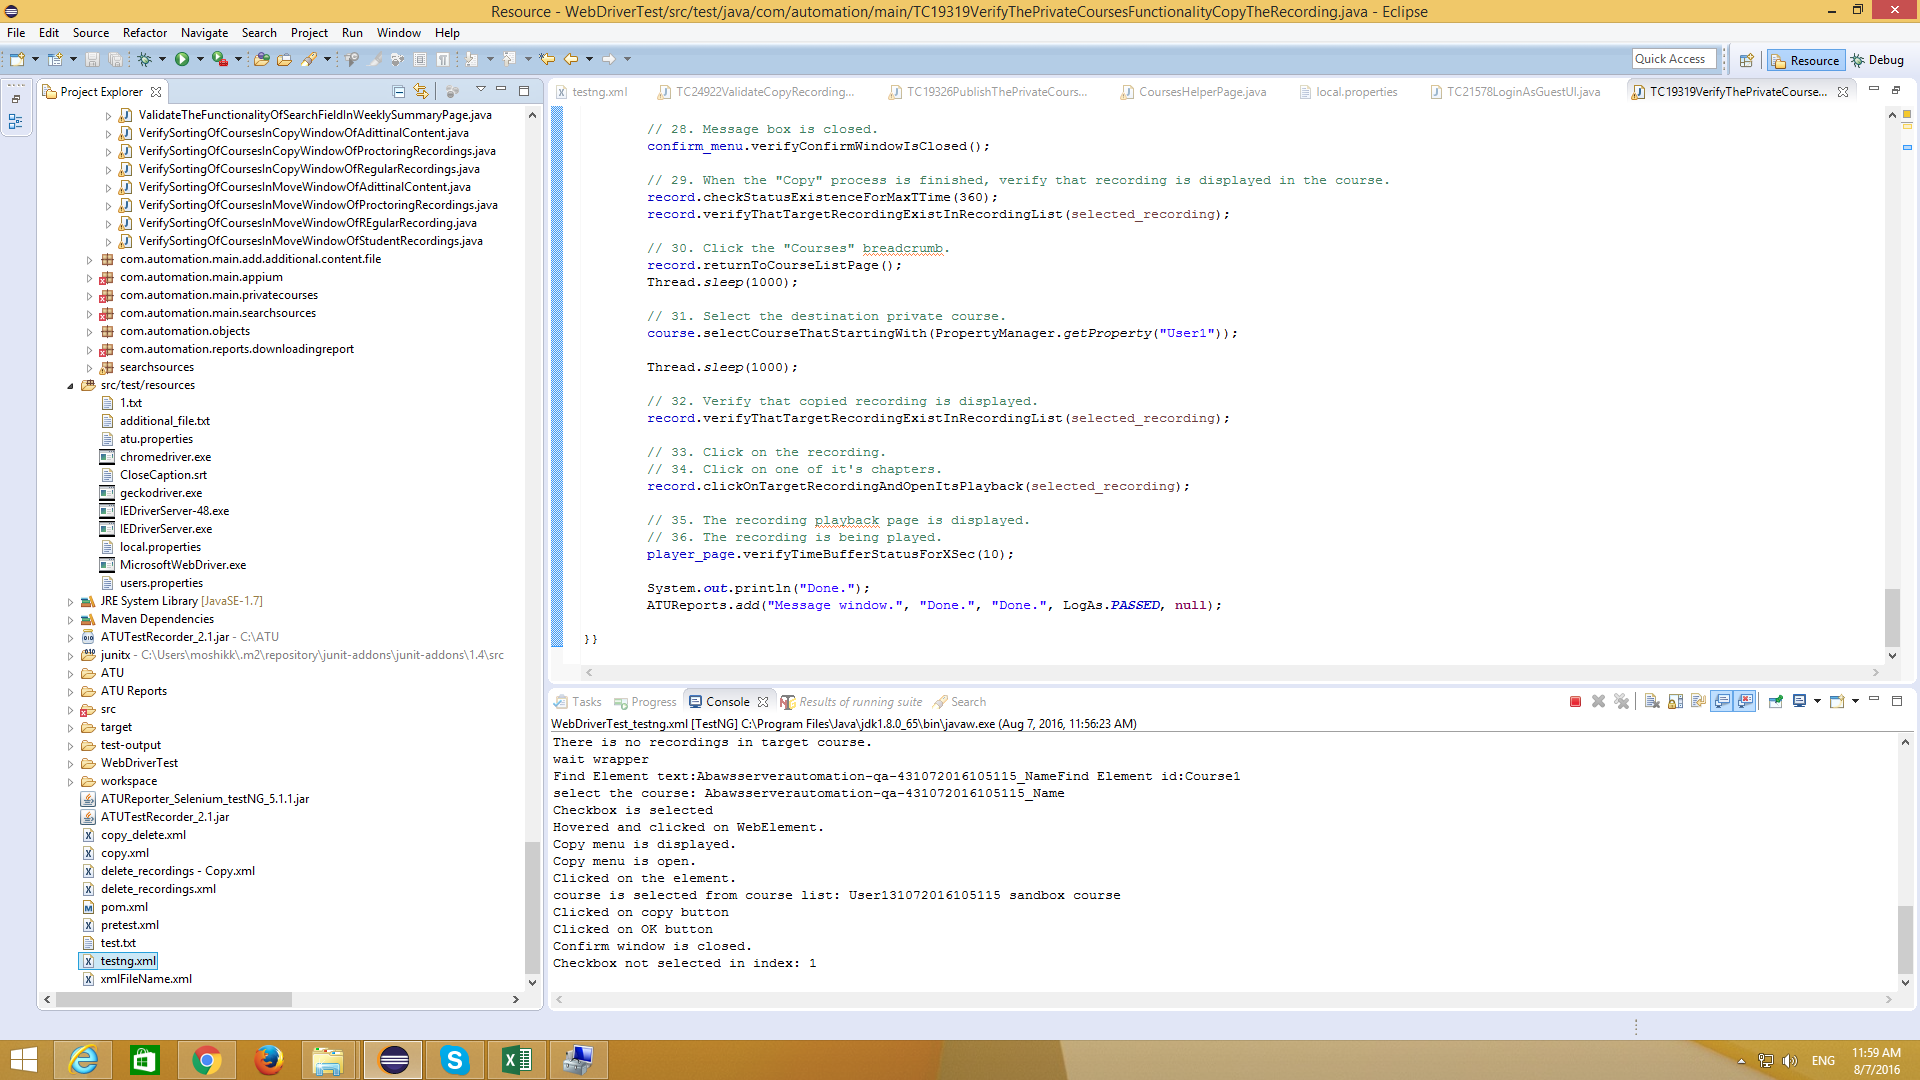 Resource - WebDriverTest/src/test/java/com/automation/main/TC19319VerifyThePrivateCoursesFunctionalityCopyTheRecording.java - Eclipse
File Edit Source Refactor Navigate Search Project Run Window Help
Quick Access
Resource
Debug
Project Explorer
ValidateTheFunctionalityOfSearchFieldInWeeklySummaryPage.java
VerifySortingOfCoursesInCopyWindowOfAdittinalContent.java
VerifySortingOfCoursesInCopyWindowOfProctoringRecordings.java
VerifySortingOfCoursesInCopyWindowOfRegularRecordings.java
VerifySortingOfCoursesInMoveWindowOfAdittinalContent.java
VerifySortingOfCoursesInMoveWindowOfProctoringRecordings.java
VerifySortingOfCoursesInMoveWindowOfREgularRecording.java
VerifySortingOfCoursesInMoveWindowOfStudentRecordings.java
com.automation.main.add.additional.content.file
com.automation.main.appium
com.automation.main.privatecourses
com.automation.main.searchsources
com.automation.objects
com.automation.reports.downloadingreport
searchsources
src/test/resources
1.txt
additional_file.txt
atu.properties
chromedriver.exe
CloseCaption.srt
geckodriver.exe
IEDriverServer-48.exe
IEDriverServer.exe
local.properties
MicrosoftWebDriver.exe
users.properties
JRE System Library [JavaSE-1.7]
Maven Dependencies
ATUTestRecorder_2.1.jar - C:\ATU
junitx - C:\Users\moshikk\.m2\repository\junit-addons\junit-addons\1.4\src
ATU
ATU Reports
src
target
test-output
WebDriverTest
workspace
ATUReporter_Selenium_testNG_5.1.1.jar
ATUTestRecorder_2.1.jar
copy_delete.xml
copy.xml
delete_recordings - Copy.xml
delete_recordings.xml
pom.xml
pretest.xml
test.txt
testng.xml
xmlFileName.xml
testng.xml
TC24922ValidateCopyRecording...
TC19326PublishThePrivateCours...
CoursesHelperPage.java
local.properties
TC21578LoginAsGuestUI.java
TC19319VerifyThePrivateCourse...
// 28. Message box is closed.
confirm_menu.verifyConfirmWindowIsClosed();
// 29. When the "Copy" process is finished, verify that recording is displayed in the course.
record.checkStatusExistenceForMaxTTime(360);
record.verifyThatTargetRecordingExistInRecordingList(selected_recording);
// 30. Click the "Courses" breadcrumb.
record.returnToCourseListPage();
Thread.sleep(1000);
// 31. Select the destination private course.
course.selectCourseThatStartingWith(PropertyManager.getProperty("User1"));
Thread.sleep(1000);
// 32. Verify that copied recording is displayed.
record.verifyThatTargetRecordingExistInRecordingList(selected_recording);
// 33. Click on the recording.
// 34. Click on one of it's chapters.
record.clickOnTargetRecordingAndOpenItsPlayback(selected_recording);
// 35. The recording playback page is displayed.
// 36. The recording is being played.
player_page.verifyTimeBufferStatusForXSec(10);
System.out.println("Done.");
ATUReports.add("Message window.", "Done.", "Done.", LogAs.PASSED, null);
}}
Tasks Progress Console Results of running suite Search
WebDriverTest_testng.xml [TestNG] C:\Program Files\Java\jdk1.8.0_65\bin\javaw.exe (Aug 7, 2016, 11:56:23 AM)
There is no recordings in target course.
wait wrapper
Find Element text:Abawsserverautomation-qa-431072016105115_NameFind Element id:Course1
select the course: Abawsserverautomation-qa-431072016105115_Name
Checkbox is selected
Hovered and clicked on WebElement.
Copy menu is displayed.
Copy menu is open.
Clicked on the element.
course is selected from course list: User131072016105115 sandbox course
Clicked on copy button
Clicked on OK button
Confirm window is closed.
Checkbox not selected in index: 1
ENG
11:59 AM
8/7/2016